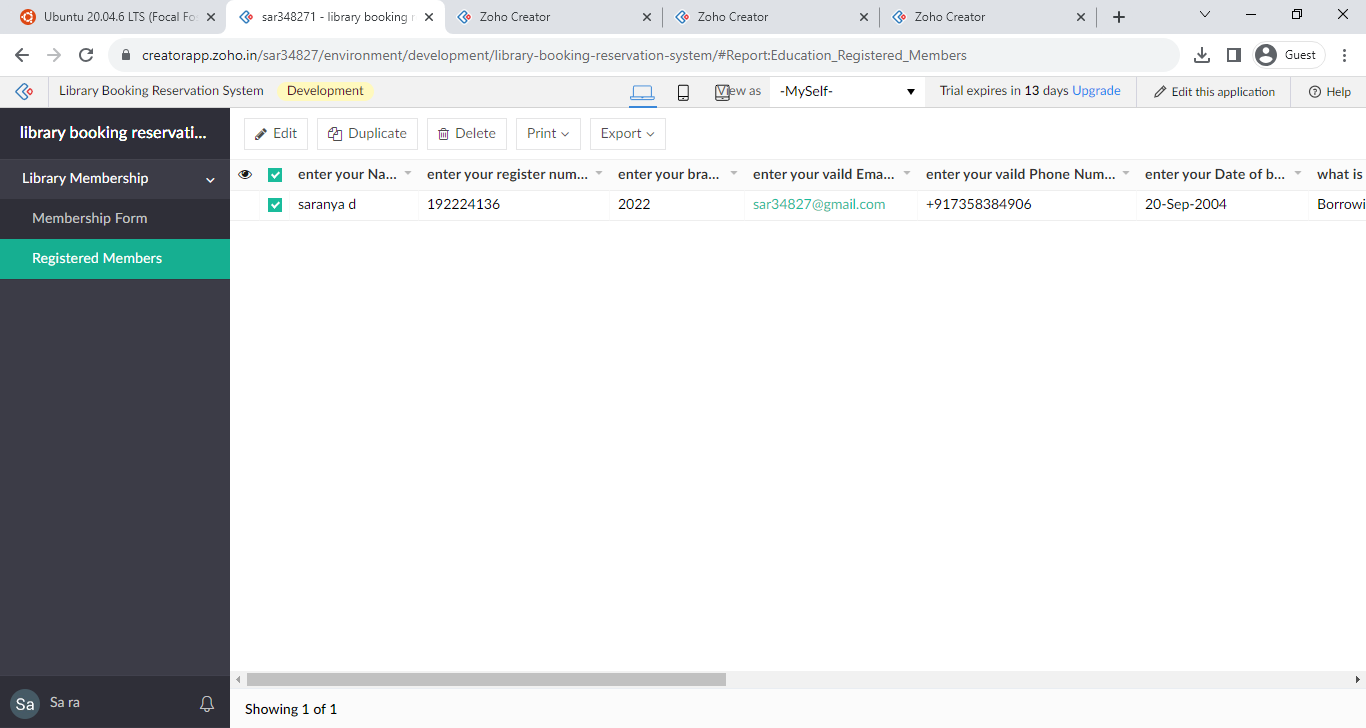 Ubuntu 20.04.6 LTS (Focal Fo
sar348271 - library booking r
Zoho Creator
Zoho Creator
Zoho Creator
creatorapp.zoho.in/sar34827/environment/development/library-booking-reservation-system/#Report:Education_Registered_Members
Guest
Library Booking Reservation System
Development
View as
-MySelf-
Trial expires in 13 days Upgrade
Edit this application
Help
library booking reservati...
Edit
Duplicate
Delete
Print
Export
Library Membership
Membership Form
Registered Members
enter your Na... enter your register num... enter your bra... enter your vaild Ema... enter your vaild Phone Num... enter your Date of b... what is
saranya d 192224136 2022 sar34827@gmail.com +917358384906 20-Sep-2004 Borrowi
Sa
Sa ra
Showing 1 of 1